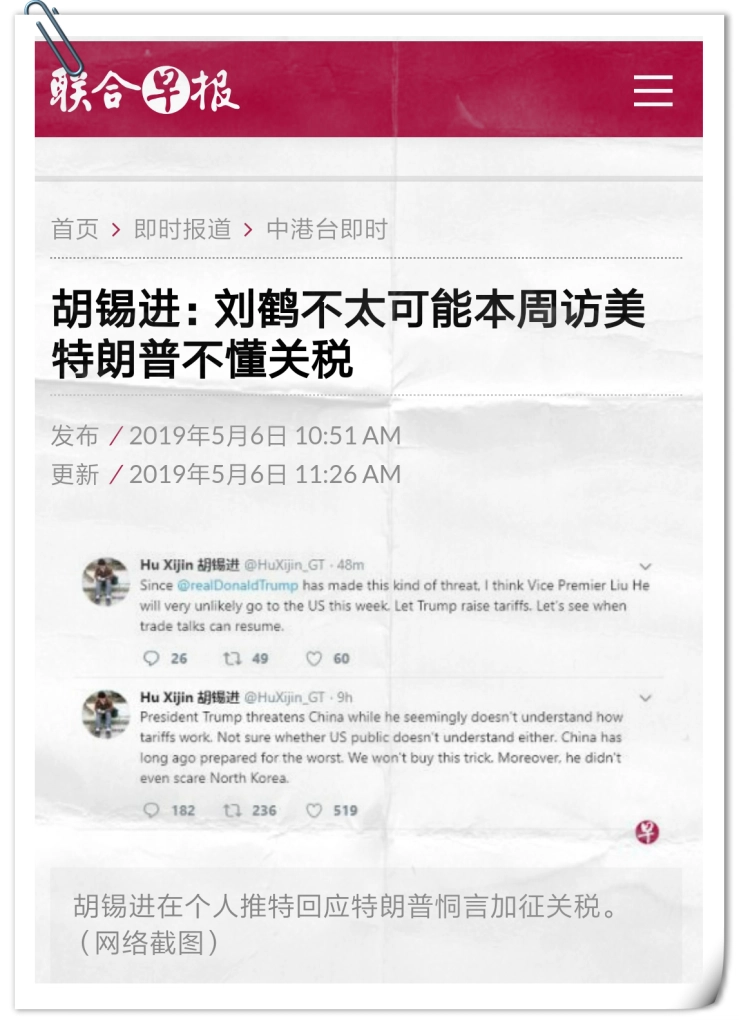 联合早报
首页 > 即时报道 > 中港台即时
胡锡进：刘鹤不太可能本周访美
特朗普不懂关税
发布 / 2019年5月6日 10:51 AM
更新 / 2019年5月6日 11:26 AM
Hu Xijin 胡锡进 @HuXijin_GT · 48m
Since @realDonaldTrump has made this kind of threat, I think Vice Premier Liu He
will very unlikely go to the US this week. Let Trump raise tariffs. Let's see when
trade talks can resume.
26 49 60
Hu Xijin 胡锡进 @HuXijin_GT · 9h
President Trump threatens China while he seemingly doesn't understand how
tariffs work. Not sure whether US public doesn't understand either. China has
long ago prepared for the worst. We won't buy this trick. Moreover, he didn't
even scare North Korea.
182 236 519
早
胡锡进在个人推特回应特朗普恫言加征关税。
（网络截图）